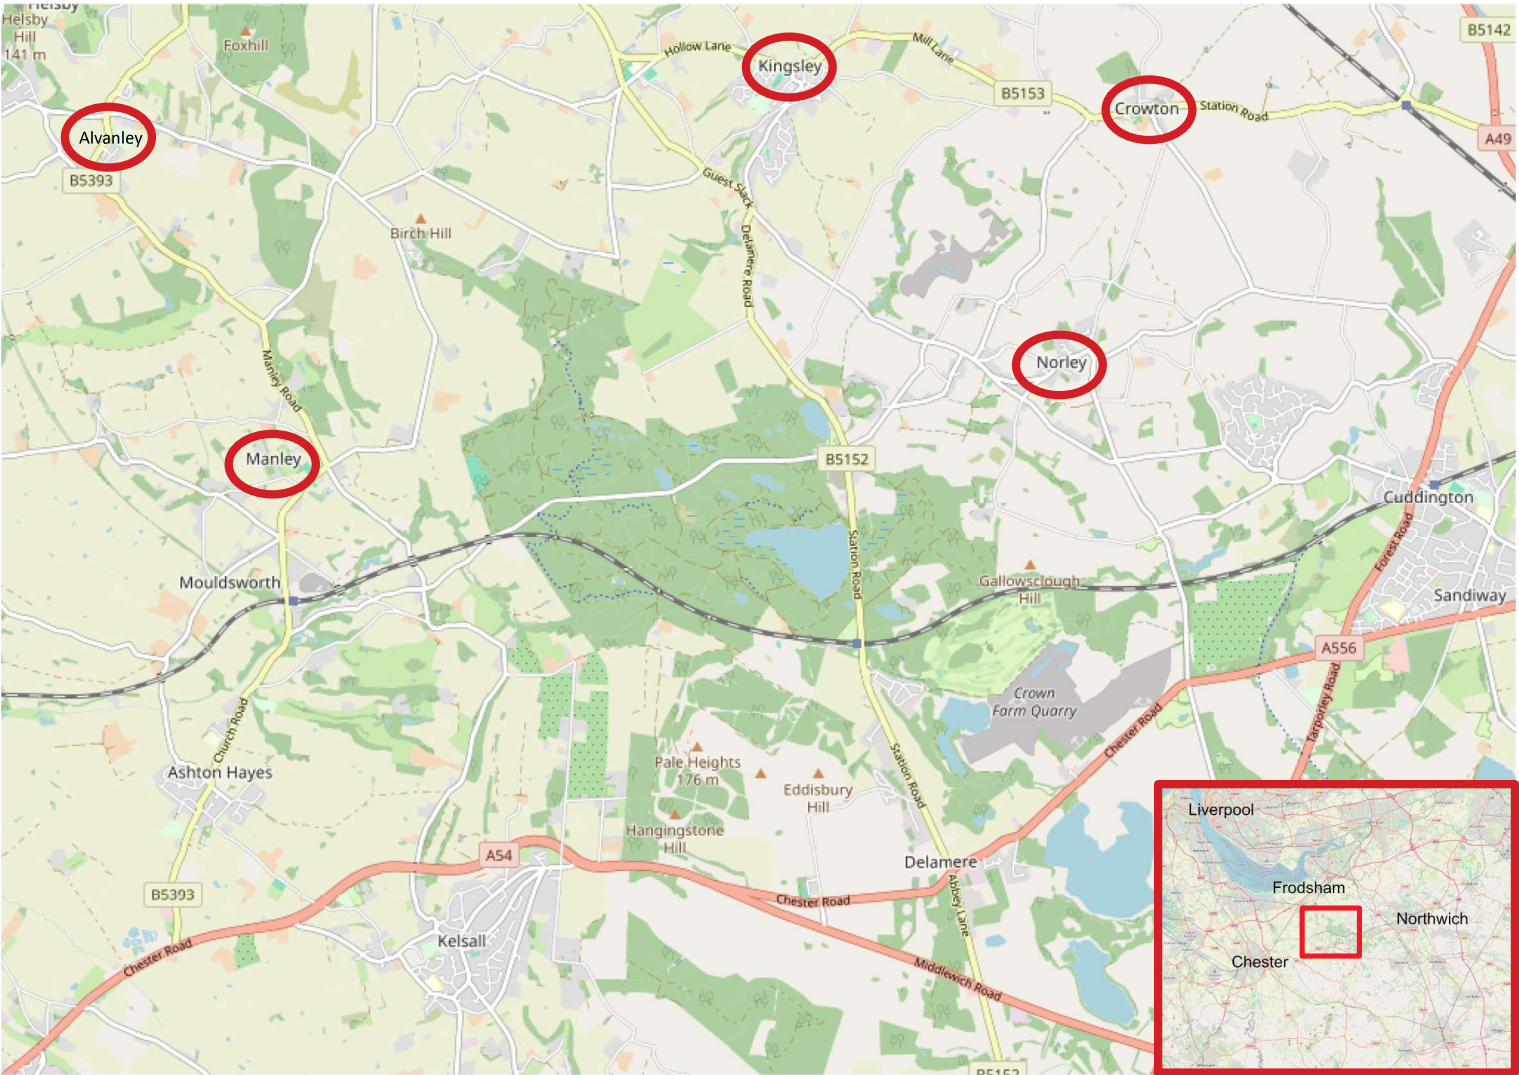 Helsby
Helsby
Hill
141 m
Foxhill
Hollow Lane
Kingsley
Mill Lane
B5142
B5153
Crowton
Station Road
A49
Alvanley
B5393
Guest Slack
Birch Hill
Delamere Road
Norley
Manley Road
Manley
B5152
Cuddington
Station Road
Forest Road
Mouldsworth
Gallowsclough
Hill
Sandiway
A556
Crown
Farm Quarry
Tarporley Road
Church Road
Chester Road
Ashton Hayes
Pale Heights
176 m
Eddisbury
Hill
Station Road
Hangingstone
Hill
A54
Delamere
B5393
Chester Road
Abbey Lane
Kelsall
Chester Road
Middlewich Road
B5152
Liverpool
Frodsham
Northwich
Chester